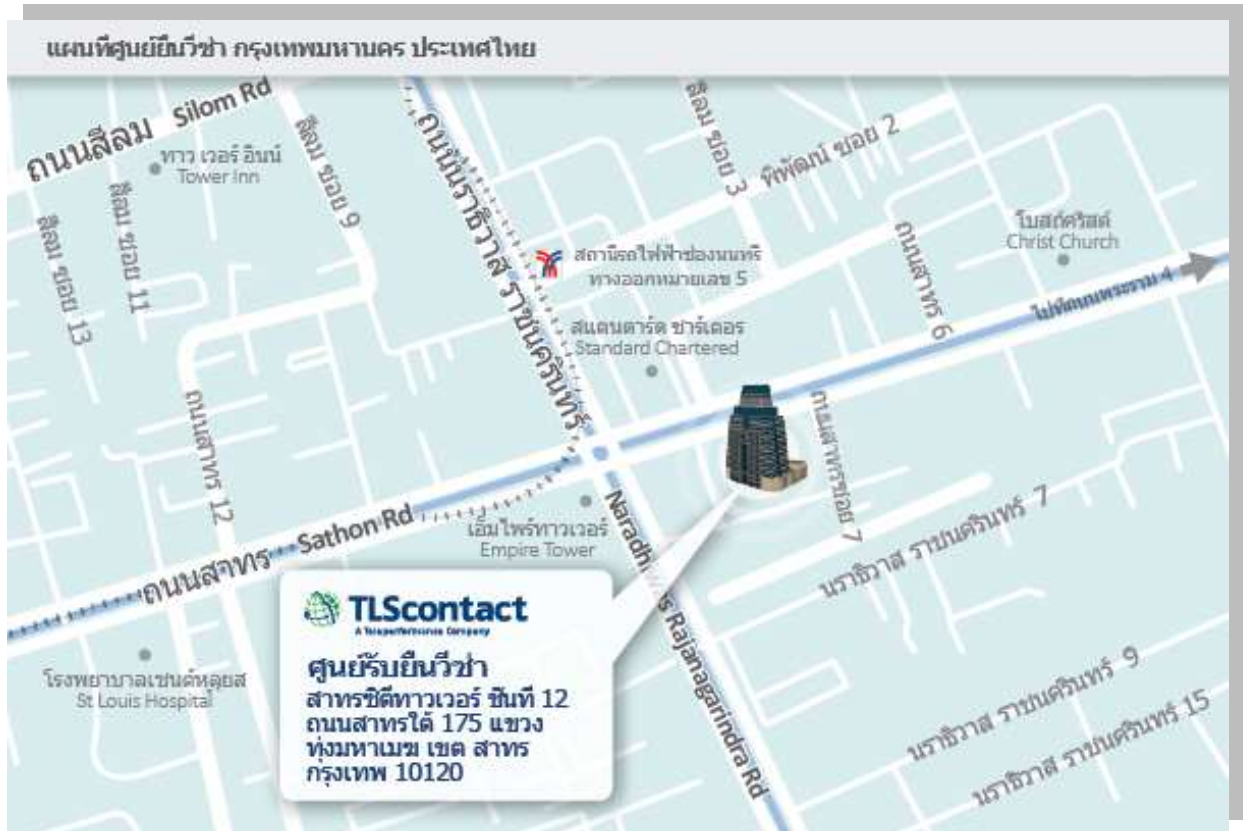 แผนที่ศูนย์ยื่นวีซ่า กรุงเทพมหานคร ประเทศไทย
ถนนสีลม Silom Rd
ทาว เวอร์ อินน์
Tower Inn
สีลม ซอย 9
สีลม ซอย 11
สีลม ซอย 13
ถนนนราธิวาส ราชนครินทร์
สีลม ซอย 3
พิพัฒน์ ซอย 2
สถานีรถไฟฟ้าช่องนนทรี
ทางออกหมายเลข 5
ถนนสาทร 6
โบสถ์คริสต์
Christ Church
ไปที่ถนนพระราม 4
สแตนดาร์ด ชาร์เตอร์
Standard Chartered
ถนนสาทร 12
ถนนสาทรซอย 7
ถนนสาทร Sathon Rd
เอ็มไพร์ทาวเวอร์
Empire Tower
Naradhiwas Rajanagarindra Rd
นราธิวาส ราชนครินทร์ 7
นราธิวาส ราชนครินทร์ 9
นราธิวาส ราชนครินทร์ 15
โรงพยาบาลเซนต์หลุยส
St Louis Hospital
TLScontact
A Teleperformance Company
ศูนย์รับยื่นวีซ่า
สาทรซิตี้ทาวเวอร์ ชั้นที่ 12
ถนนสาทรใต้ 175 แขวง
ทุ่งมหาเมฆ เขต สาทร
กรุงเทพ 10120